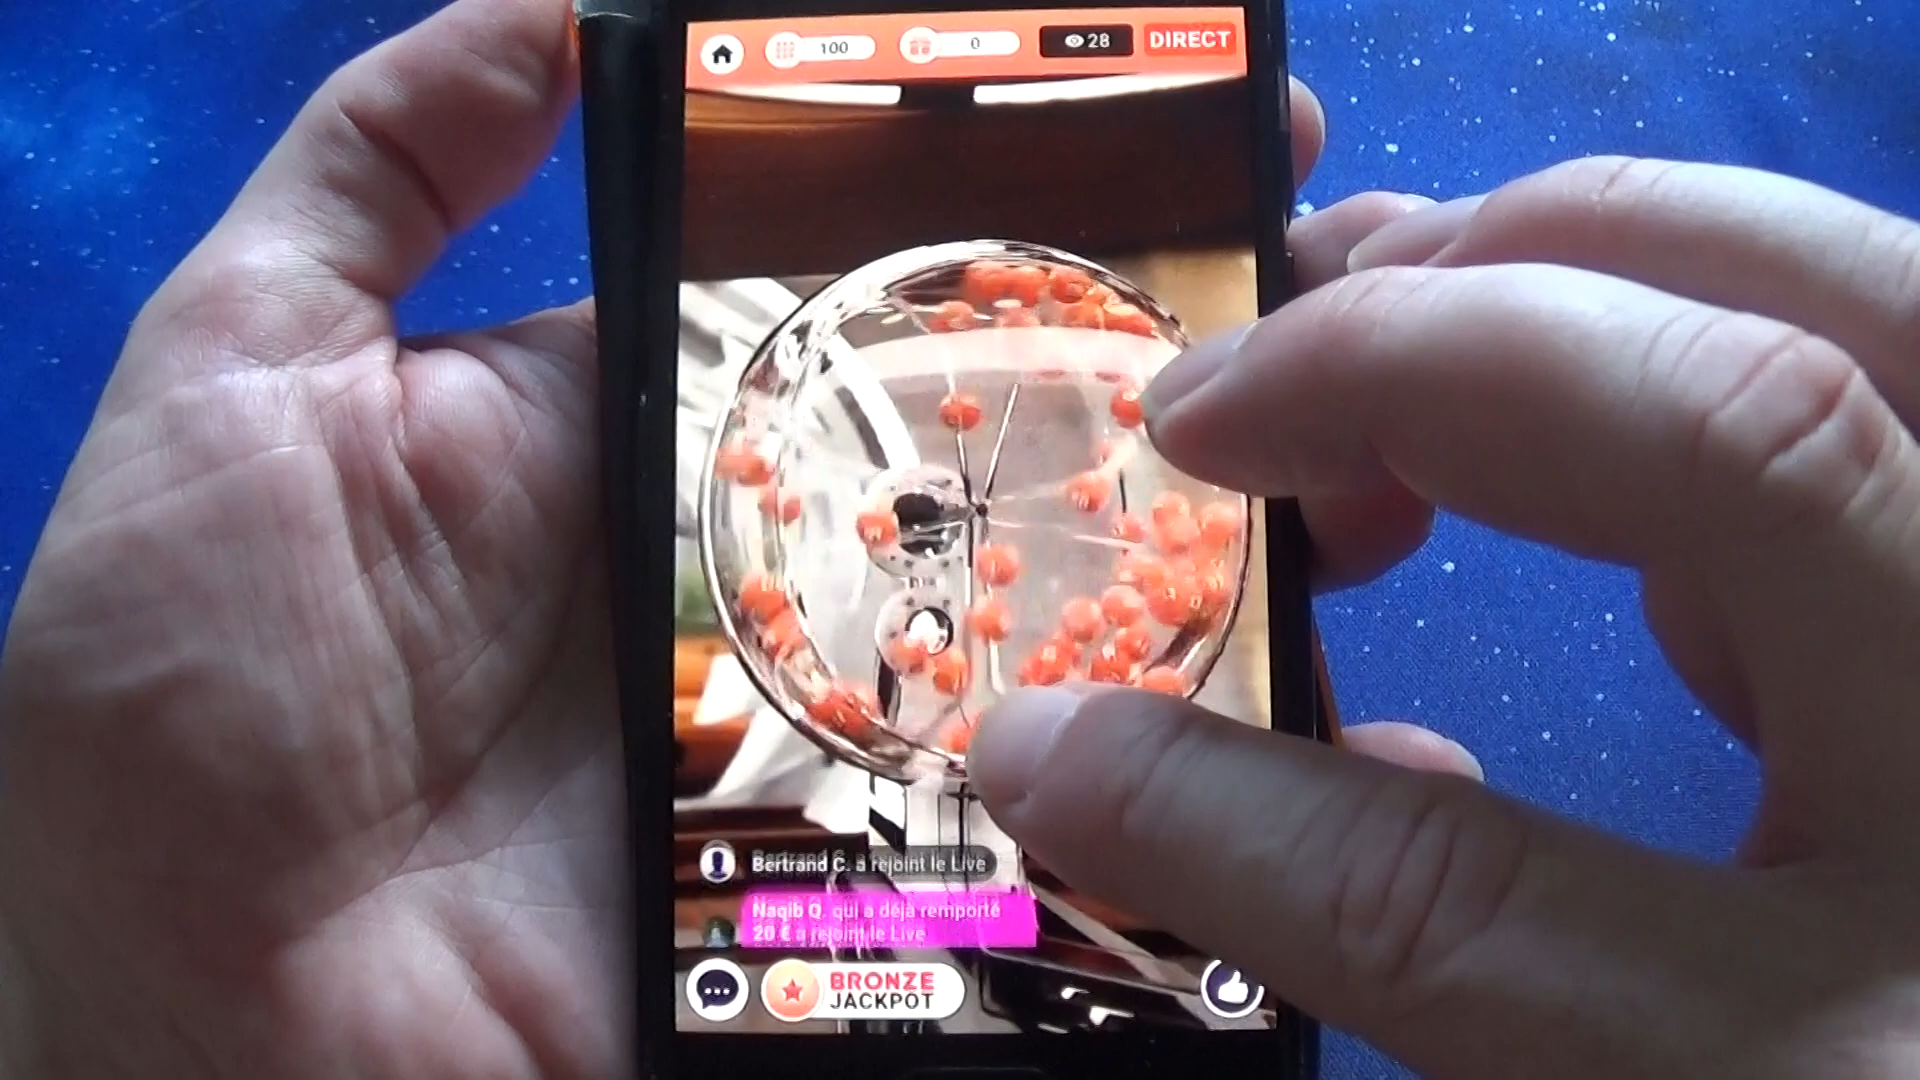 100
0
28
DIRECT
Bertrand C. a rejoint le Live
Naqib Q. qui a déjà remporté
20 € a rejoint le Live
BRONZE
JACKPOT